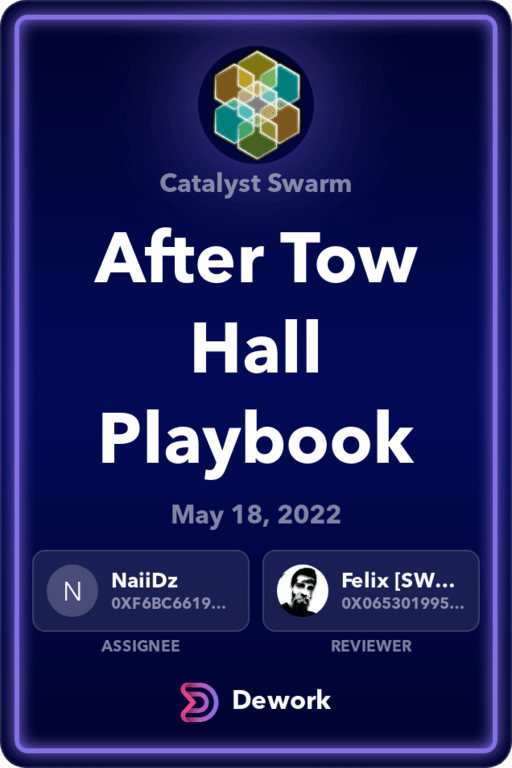 Catalyst Swarm
After Tow
Hall
Playbook
May 18, 2022
N
NaiiDz
0XF6BC6619...
Felix [SW...
0X065301995...
ASSIGNEE
REVIEWER
Dework